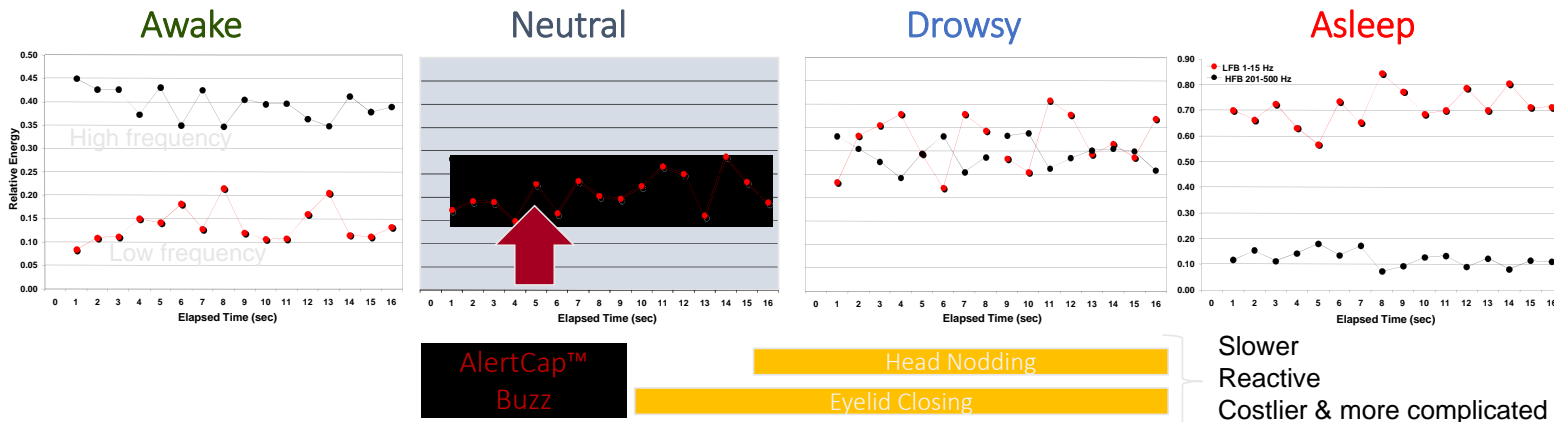 Awake
Neutral
Drowsy
Asleep
0.50
0.45
0.40
0.35
0.30
0.25
0.20
0.15
0.10
0.05
0.00
Relative Energy
High frequency
Low frequency
0 1 2 3 4 5 6 7 8 9 10 11 12 13 14 15 16
Elapsed Time (sec)
0 1 2 3 4 5 6 7 8 9 10 11 12 13 14 15 16
Elapsed Time (sec)
0 1 2 3 4 5 6 7 8 9 10 11 12 13 14 15 16
Elapsed Time (sec)
0.90
0.80
0.70
0.60
0.50
0.40
0.30
0.20
0.10
0.00
LFB 1-15 Hz
HFB 201-500 Hz
0 1 2 3 4 5 6 7 8 9 10 11 12 13 14 15 16
Elapsed Time (sec)
AlertCap™
Buzz
Head Nodding
Eyelid Closing
Slower
Reactive
Costlier & more complicated